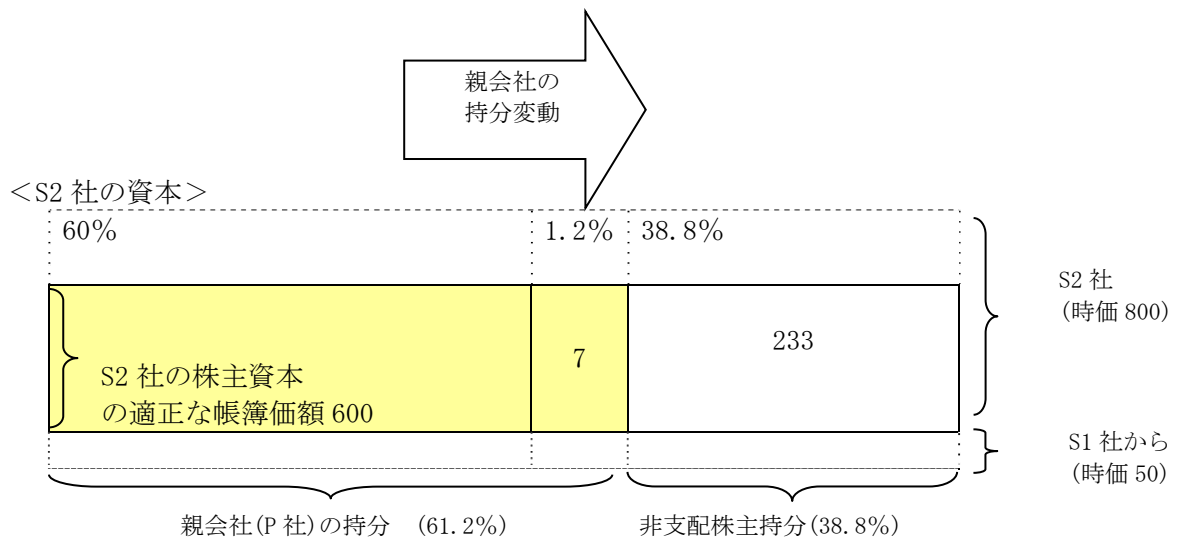 親会社の
持分変動
＜S2 社の資本＞
60%
1.2%
38.8%
S2 社
(時価 800)
7
233
S2 社の株主資本
の適正な帳簿価額 600
S1 社から
(時価 50)
親会社(P 社)の持分 (61.2%)
非支配株主持分(38.8%)